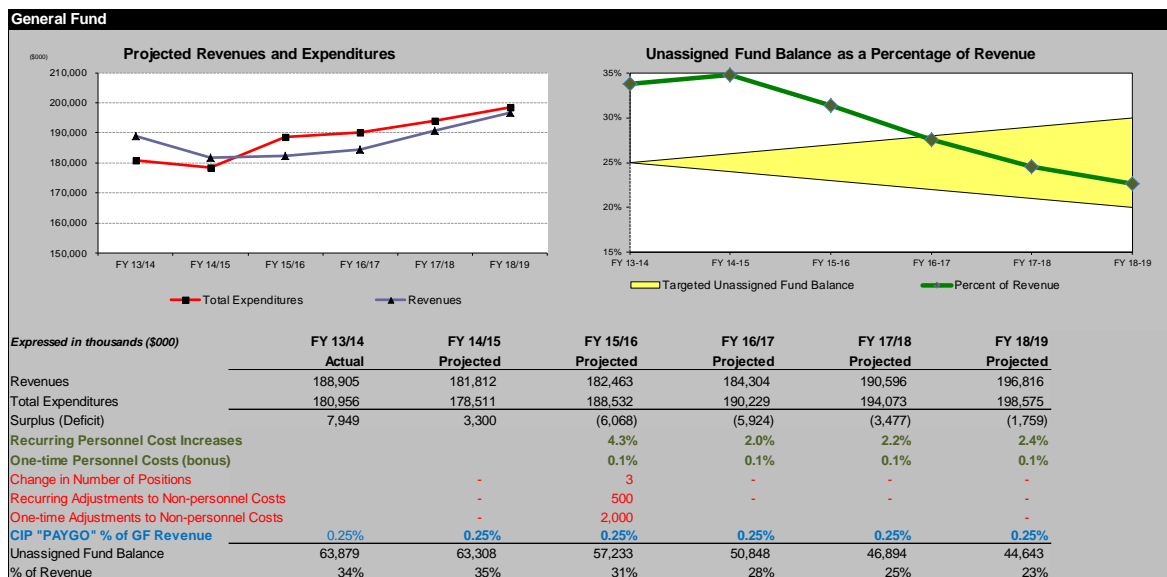 General Fund
Projected Revenues and Expenditures
($000)
210,000
200,000
190,000
180,000
170,000
160,000
150,000
FY 13/14 FY 14/15 FY 15/16 FY 16/17 FY 17/18 FY 18/19
Total Expenditures Revenues
Unassigned Fund Balance as a Percentage of Revenue
35%
30%
25%
20%
15%
FY 13-14 FY 14-15 FY 15-16 FY 16-17 FY 17-18 FY 18-19
Targeted Unassigned Fund Balance Percent of Revenue
Expressed in thousands ($000) FY 13/14 FY 14/15 FY 15/16 FY 16/17 FY 17/18 FY 18/19
Actual Projected Projected Projected Projected Projected
Revenues 188,905 181,812 182,463 184,304 190,596 196,816
Total Expenditures 180,956 178,511 188,532 190,229 194,073 198,575
Surplus (Deficit) 7,949 3,300 (6,068) (5,924) (3,477) (1,759)
Recurring Personnel Cost Increases 4.3% 2.0% 2.2% 2.4%
One-time Personnel Costs (bonus) 0.1% 0.1% 0.1% 0.1%
Change in Number of Positions - 3 - - -
Recurring Adjustments to Non-personnel Costs - 500 - - -
One-time Adjustments to Non-personnel Costs - 2,000 -
CIP "PAYGO" % of GF Revenue 0.25% 0.25% 0.25% 0.25% 0.25% 0.25%
Unassigned Fund Balance 63,879 63,308 57,233 50,848 46,894 44,643
% of Revenue 34% 35% 31% 28% 25% 23%